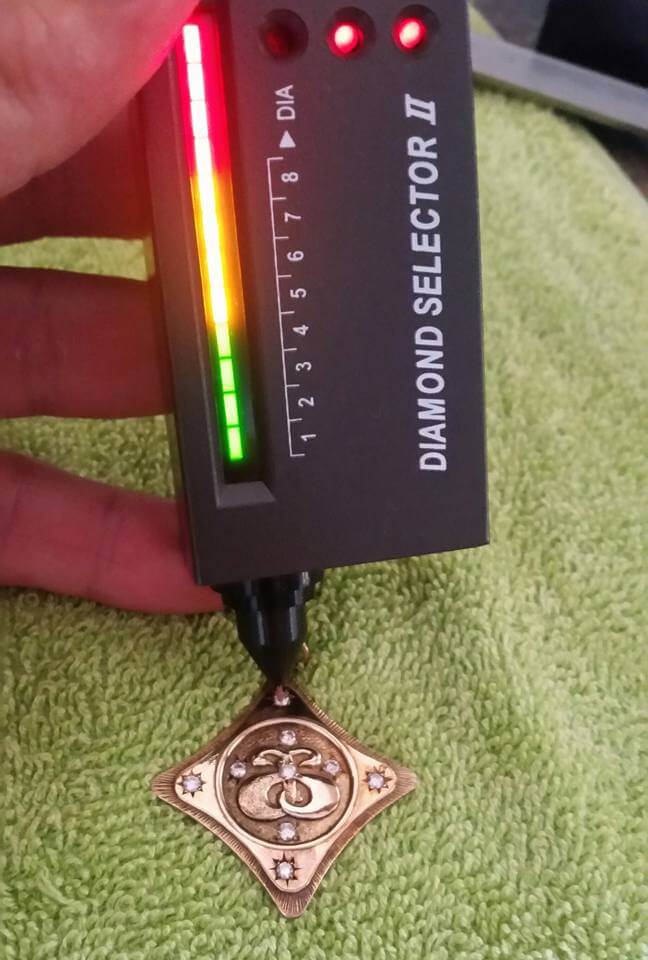 DIAMOND SELECTOR II
1 2 3 4 5 6 7 8 ▶ DIA